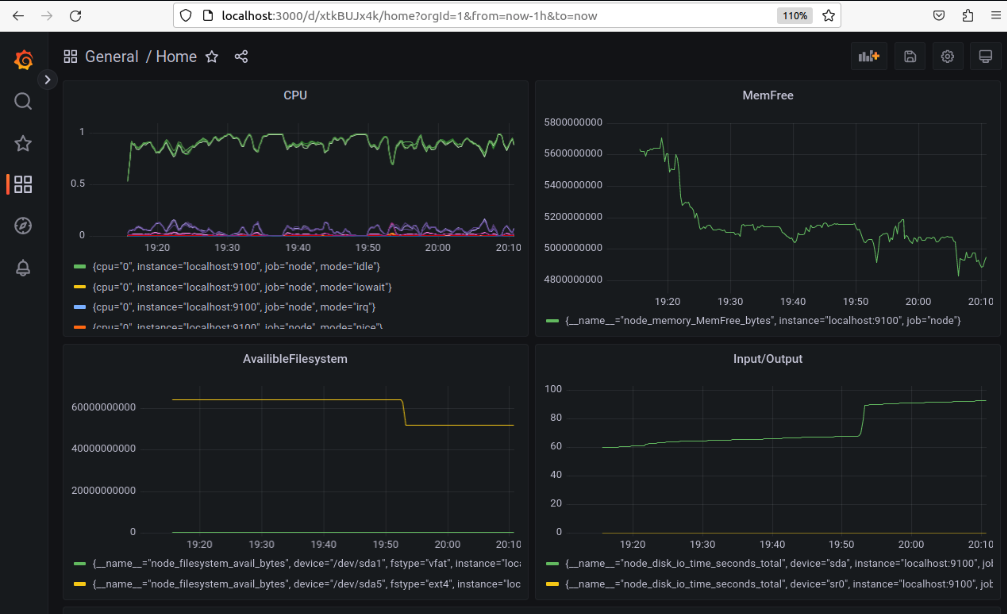 localhost:3000/d/xtkBUJx4k/home?orgId=1&from=now-1h&to=now
110%
General / Home
CPU
1
0.5
0
19:20 19:30 19:40 19:50 20:00 20:10
{cpu="0", instance="localhost:9100", job="node", mode="idle"}
{cpu="0", instance="localhost:9100", job="node", mode="iowait"}
{cpu="0", instance="localhost:9100", job="node", mode="irq"}
{cpu="0", instance="localhost:9100", job="node", mode="nice"}
MemFree
5800000000
5600000000
5400000000
5200000000
5000000000
4800000000
19:20 19:30 19:40 19:50 20:00 20:10
{__name__="node_memory_MemFree_bytes", instance="localhost:9100", job="node"}
AvailibleFilesystem
60000000000
40000000000
20000000000
0
19:20 19:30 19:40 19:50 20:00 20:10
{__name__="node_filesystem_avail_bytes", device="/dev/sda1", fstype="vfat", instance="loc
{__name__="node_filesystem_avail_bytes", device="/dev/sda5", fstype="ext4", instance="loc
Input/Output
100
80
60
40
20
0
19:20 19:30 19:40 19:50 20:00 20:10
{__name__="node_disk_io_time_seconds_total", device="sda", instance="localhost:9100", jol
{__name__="node_disk_io_time_seconds_total", device="sr0", instance="localhost:9100", job